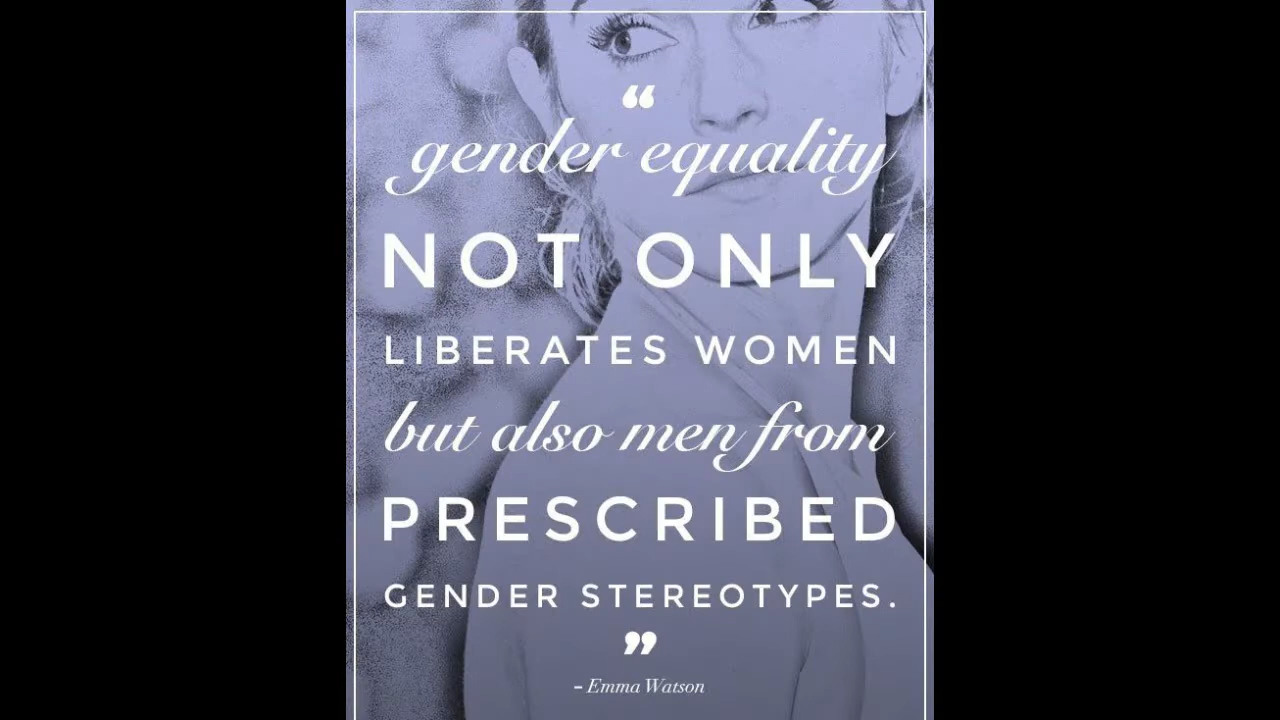 “
gender equality
NOT ONLY
LIBERATES WOMEN
but also men from
PRESCRIBED
GENDER STEREOTYPES.
”
- Emma Watson